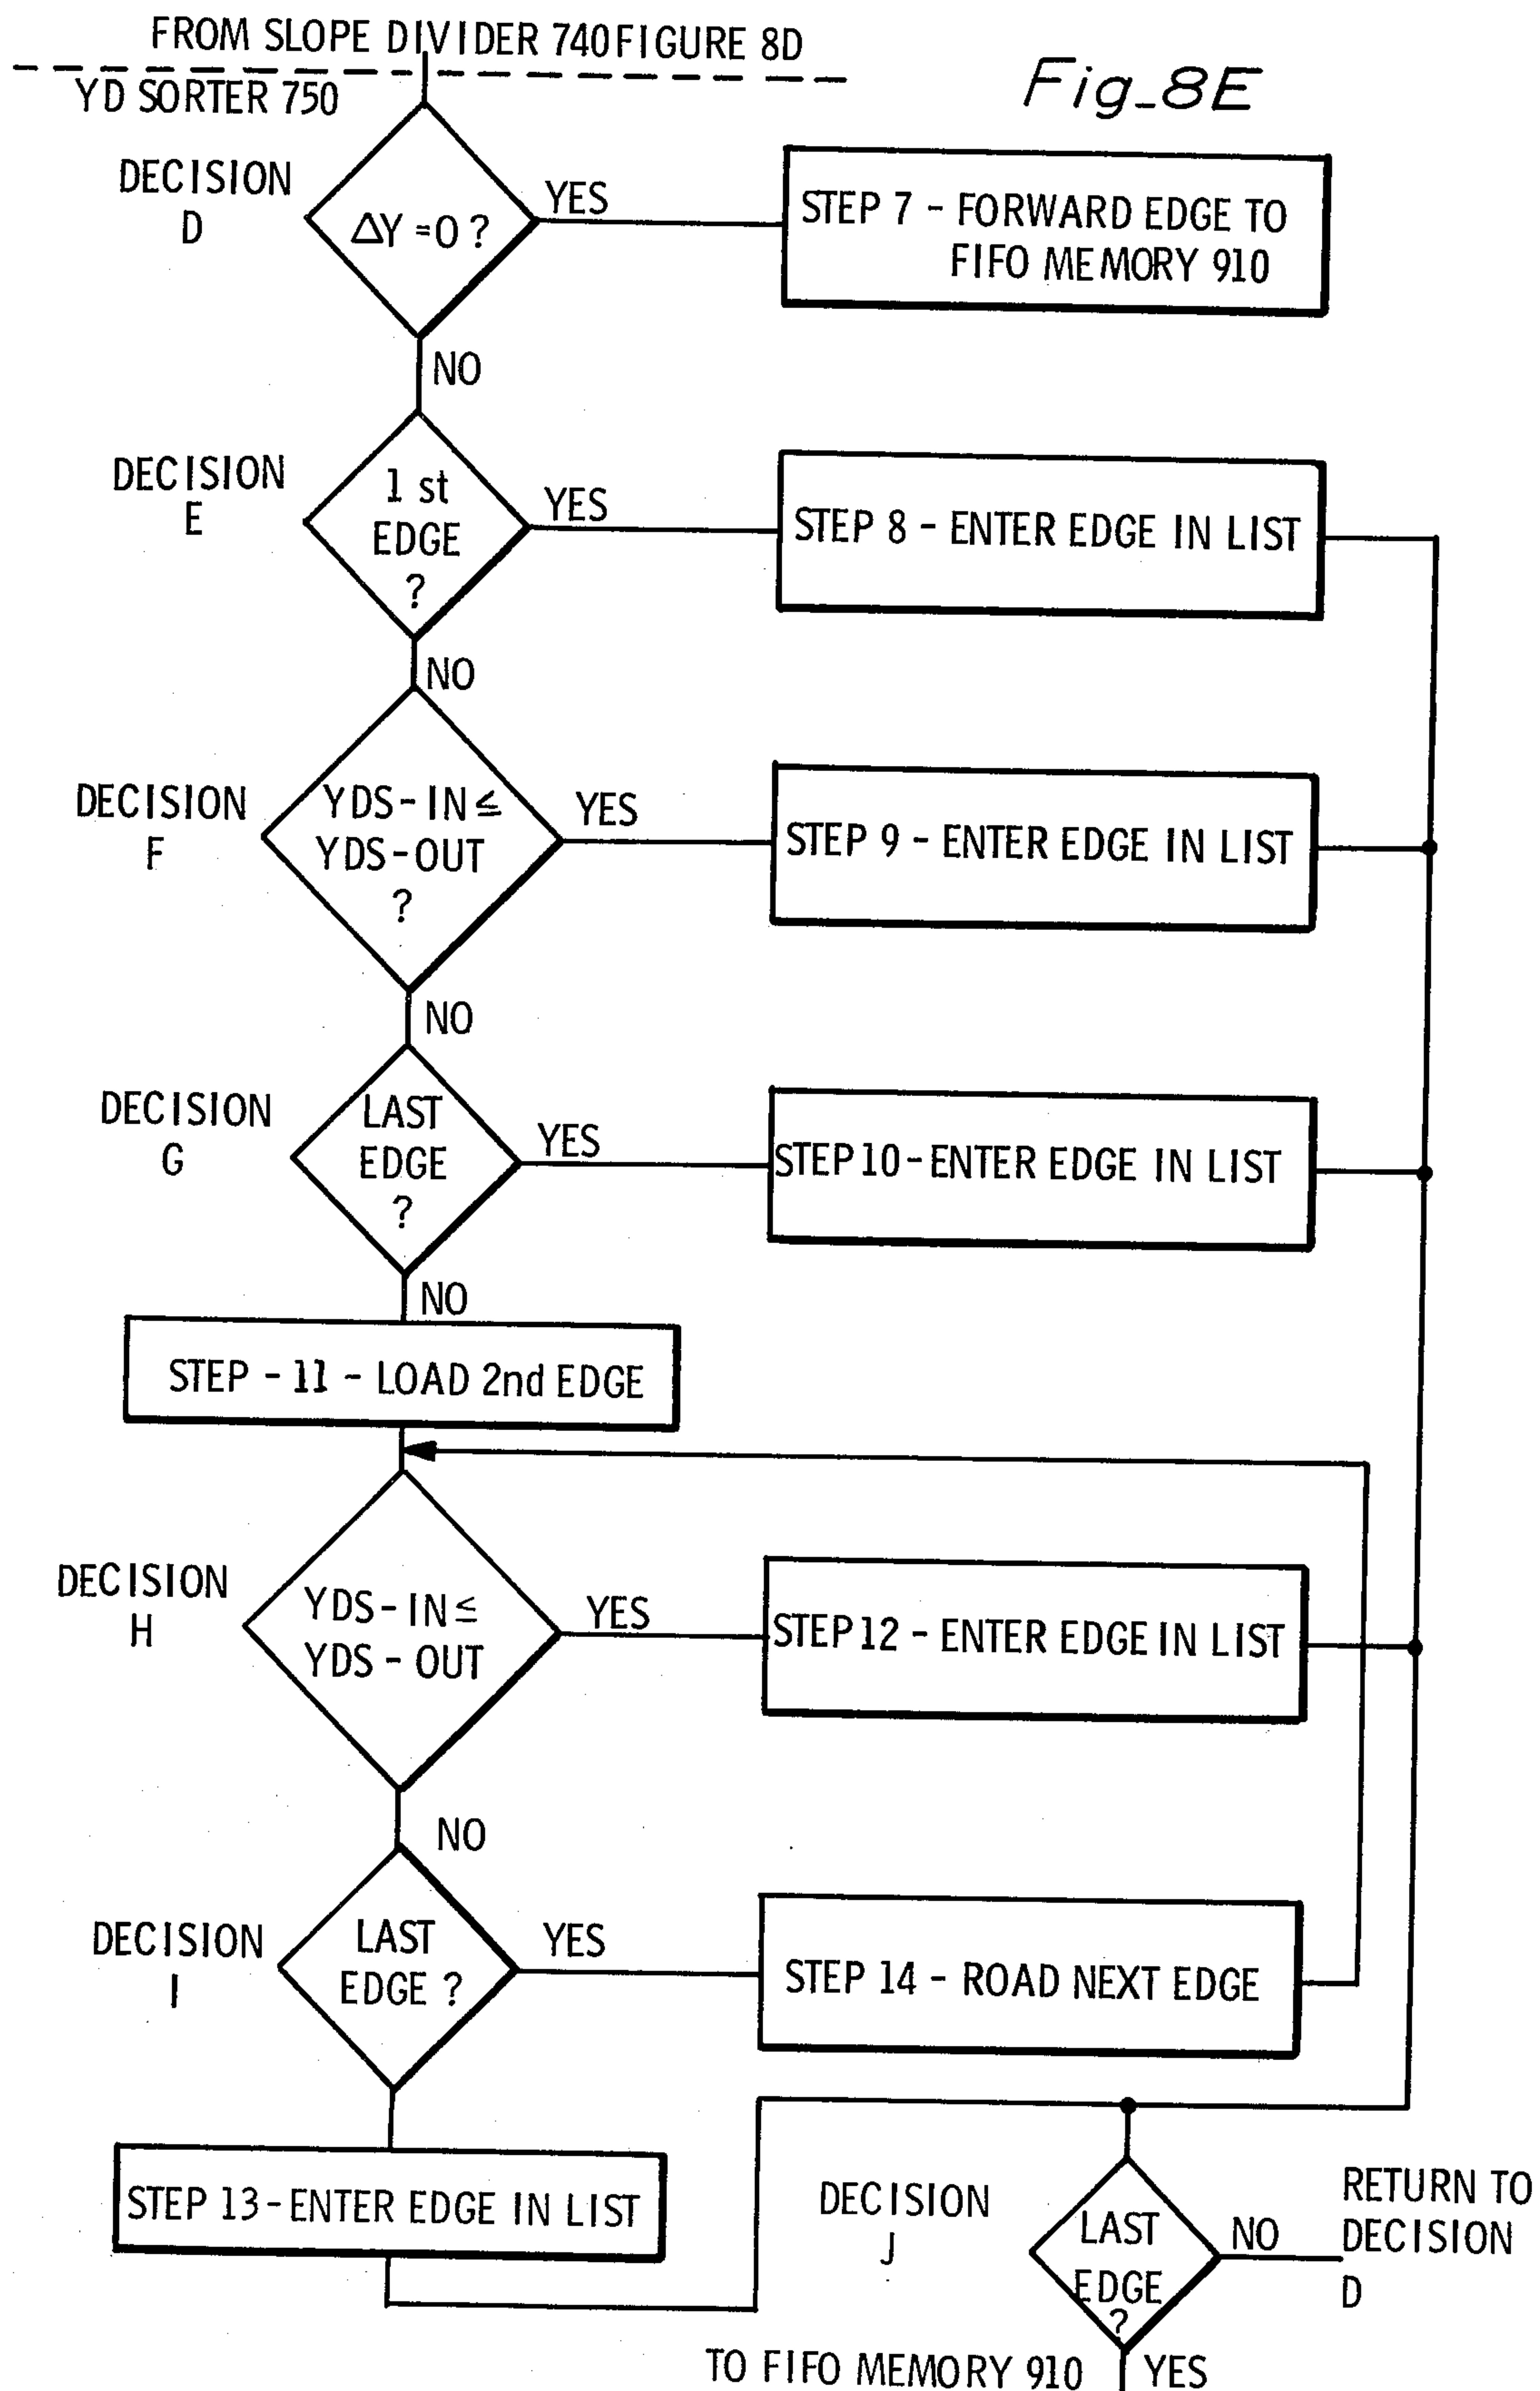 FROM SLOPE DIVIDER 740 FIGURE 8D
YD SORTER 750
Fig_8E
DECISION
D
ΔY =0 ?
YES
STEP 7 - FORWARD EDGE TO
FIFO MEMORY 910
NO
DECISION
E
1 st
EDGE
?
YES
STEP 8 - ENTER EDGE IN LIST
NO
DECISION
F
YDS-IN ≤
YDS-OUT
?
YES
STEP 9 - ENTER EDGE IN LIST
NO
DECISION
G
LAST
EDGE
?
YES
STEP 10 - ENTER EDGE IN LIST
NO
STEP - 11 - LOAD 2nd EDGE
DECISION
H
YDS-IN ≤
YDS - OUT
YES
STEP 12 - ENTER EDGE IN LIST
NO
DECISION
I
LAST
EDGE ?
YES
STEP 14 - ROAD NEXT EDGE
STEP 13-ENTER EDGE IN LIST
DECISION
J
LAST
EDGE
?
NO
RETURN TO
DECISION
D
TO FIFO MEMORY 910
YES